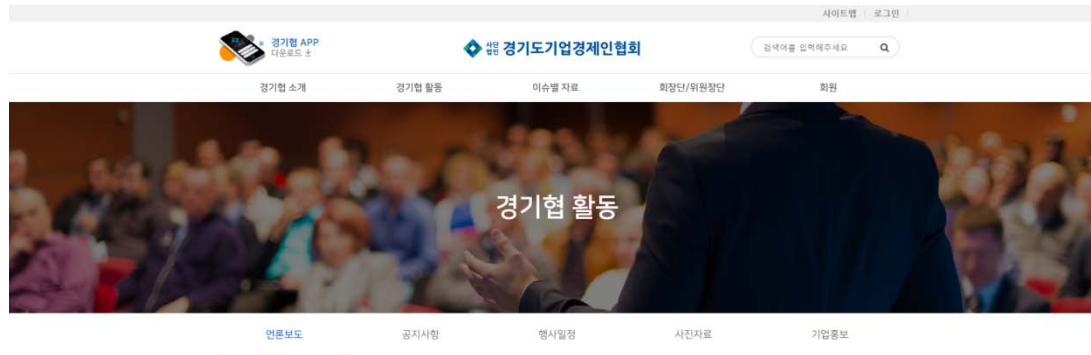 사이트맵 로그인
경기협 APP
다운로드
사단법인 경기도기업경제인협회
검색어를 입력해주세요
경기협 소개 경기협 활동 이슈별 자료 회장단/위원장단 회원
경기협 활동
언론보도 공지사항 행사일정 사진자료 기업홍보